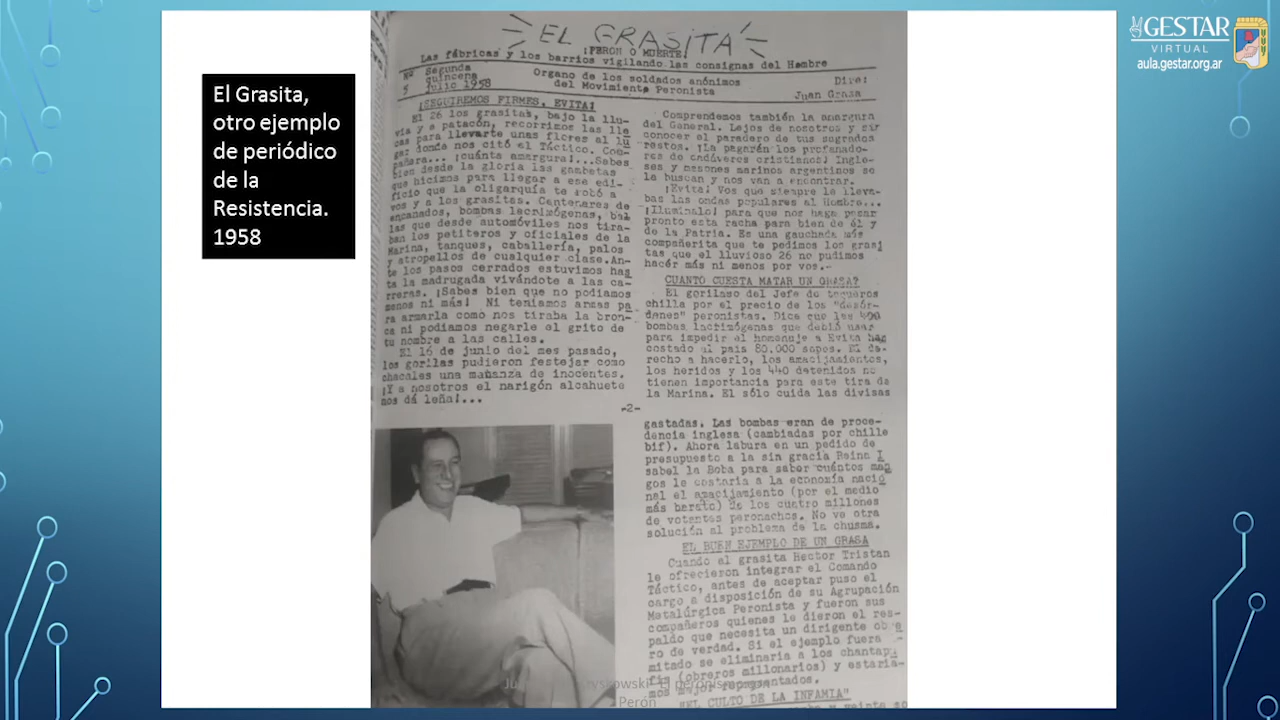 GESTAR
VIRTUAL
aula.gestar.org.ar
El Grasita,
otro ejemplo
de periódico
de la
Resistencia.
1958
EL GRASITA
¡PERON O MUERTE!
Las fábricas y los barrios vigilando las consignas del Hombre
Nº 5
Segunda
quincena
julio 1958
Organo de los soldados anónimos
del Movimiento Peronista
Dire:
Juan Grasa
¡SEGUIREMOS FIRMES, EVITA!
El 26 los grasitas, bajo la llu-
via y a patacón, recorrimos las lle
cas para llevarte unas flores al lu
gar donde nos citó el Táctico. Com-
pañera... ¡cuánta amargura!...Sabes
bien desde la gloria las gambetas
que hicimos para llegar a ese edi-
ficio que la oligarquía te robó a
vos y a los grasitas. Centenares de
encanados, bombas lacrimógenas, bal
las que desde automóviles nos tira-
ban los petiteros y oficiales de la
Marina, tanques, caballería, palos
y atropellos de cualquier clase.An-
te los pasos cerrados estuvimos has
ta la madrugada vivándote a las ca-
rreras. ¡Sabes bien que no podíamos
menos ni más! Ni teníamos armas pa
ra armarla como nos tiraba la bron-
ca ni podíamos negarle el grito de
tu nombre a las calles.
El 16 de junio del mes pasado,
los gorilas pudieron festejar como
chacales una matanza de inocentes.
¡Y a nosotros el narigón alcahuete
nos dá leña!...
Comprendemos también la amargura
del General. Lejos de nosotros y sin
conocer el paradero de tus sagrados
restos. ¡La pagarán los profanado-
res de cadáveres cristianos! Ingle-
ses y masones marinos argentinos se
la buscan y nos van a encontrar.
¡Evita! Vos que siempre le lleva-
bas las ondas populares al Hombre...
¡Iluminalo! para que nos haga pasar
pronto esta racha para bien de él y
de la Patria. Es una gauchada más
compañerita que te pedimos los grasi
tas que el lluvioso 26 no pudimos
hacer más ni menos por vos.-
CUANTO CUESTA MATAR UN GRASA?
El gorilaso del Jefe de taqueros
chilla por el precio de los "desór-
denes" peronistas. Dice que las 400
bombas lacrimógenas que debió usar
para impedir el homenaje a Evita han
costado al país 80.000 sopes. El de-
recho a hacerlo, los
los heridos y los 440 detenidos no
tienen importancia para este tira de
la Marina. El sólo cuida las divisas
-2-
gastadas. Las bombas eran de proce-
dencia inglesa (cambiadas por chille
bif). Ahora labura en un pedido de
presupuesto a la sin gracia Reina I
sabel la Boba para saber cuántos man
gos le costaría a la economía nacio
nal el (por el medio
más barato) de los cuatro millones
de votantes peronachos. No ve otra
solución al problema de la chusma.
EL BUEN EJEMPLO DE UN GRASA
Cuando al grasita Hector Tristan
le ofrecieron integrar el Comando
Táctico, antes de aceptar puso el
cargo a disposición de su Agrupación
Metalúrgica Peronista y fueron sus
compañeros quienes le dieron el res-
paldo que necesita un dirigente obre
ro de verdad. Si el ejemplo fuera
mitado se eliminaría a los chantapu
fis (obreros millonarios) y estaría-
mos mejor representados.
"EL CULTO DE LA INFAMIA"
Perón